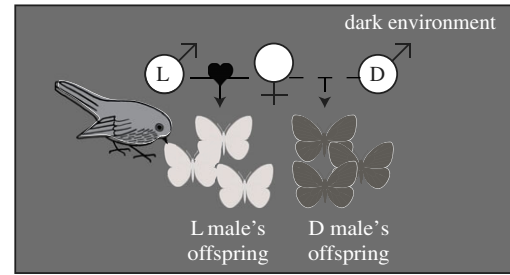 dark environment
L
D
L male's
offspring
D male's
offspring